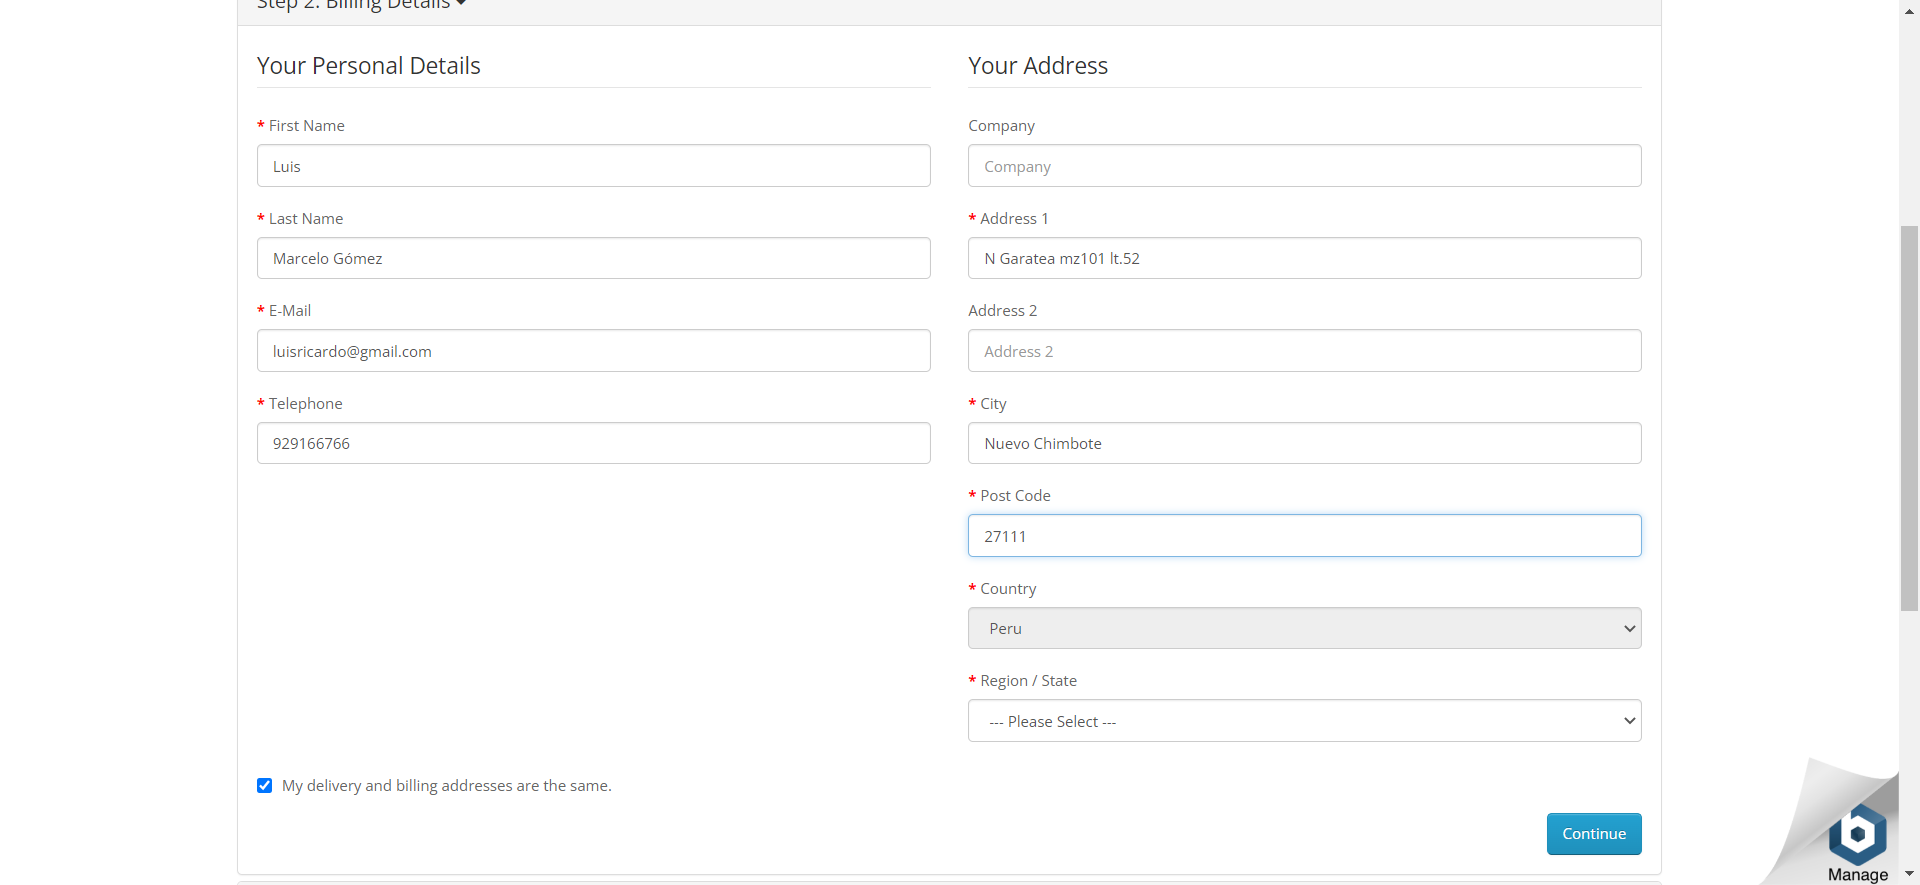 Step 2: Billing Details
Your Personal Details
* First Name
Luis
* Last Name
Marcelo Gómez
* E-Mail
luisricardo@gmail.com
* Telephone
929166766
Your Address
Company
Company
* Address 1
N Garatea mz101 lt.52
Address 2
Address 2
* City
Nuevo Chimbote
* Post Code
27111
* Country
Peru
* Region / State
--- Please Select ---
My delivery and billing addresses are the same.
Continue
Manage